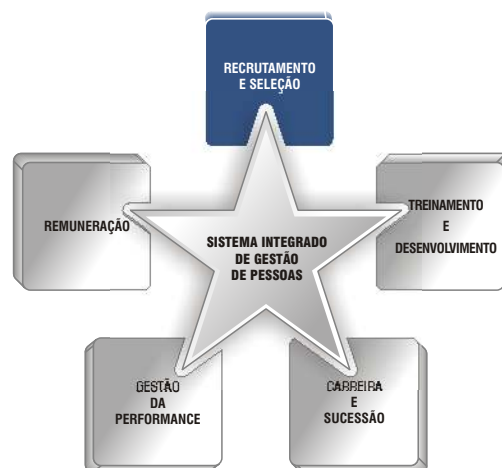 RECRUTAMENTO
E SELEÇÃO
REMUNERAÇÃO
SISTEMA INTEGRADO
DE GESTÃO
DE PESSOAS
TREINAMENTO
E
DESENVOLVIMENTO
GESTÃO
DA
PERFORMANCE
CARREIRA
E
SUCESSÃO